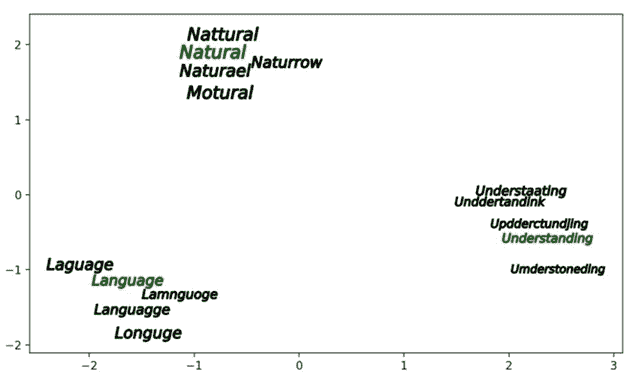 2
Nattural
Natural
Naturrow
Naturael
Motural
1
0
Understaating
Unddertandink
Updderctundjing
Understanding
-1
Laguage
Umderstoneding
Language
Lamnguoge
Languagge
Longuge
-2
-2 -1 0 1 2 3